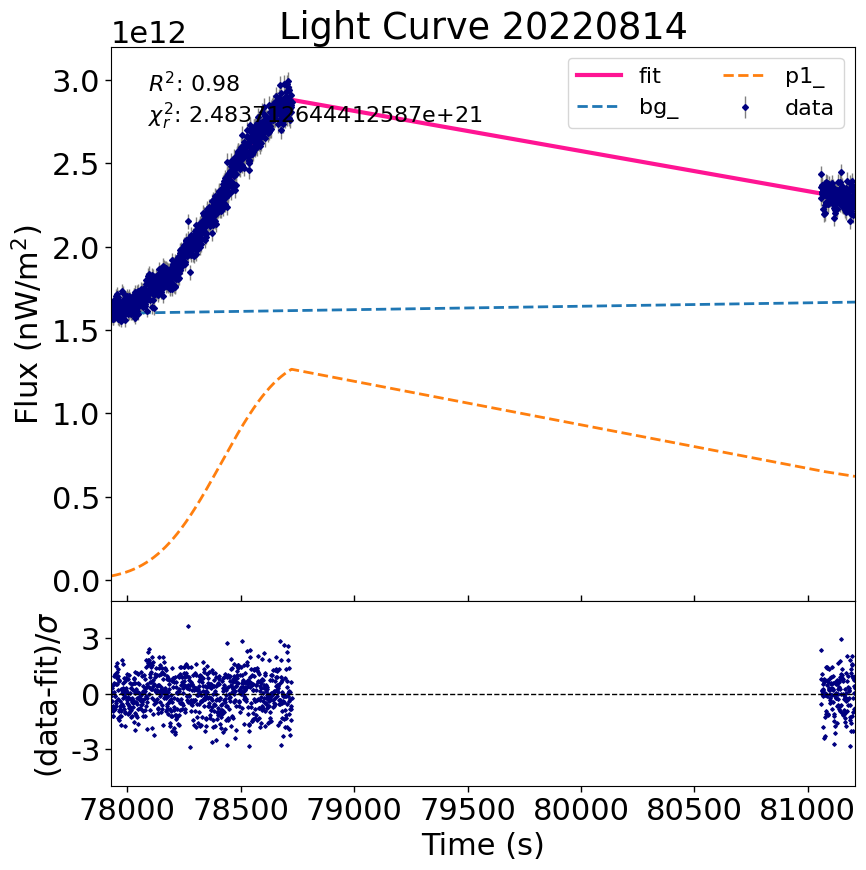 Light Curve 20220814
1e12
R²: 0.98
χ²ᵣ: 2.4837126444412587e+21
fit
bg_
p1_
data
3.0
2.5
2.0
1.5
1.0
0.5
0.0
Flux (nW/m²)
3
0
-3
(data-fit)/σ
78000 78500 79000 79500 80000 80500 81000
Time (s)